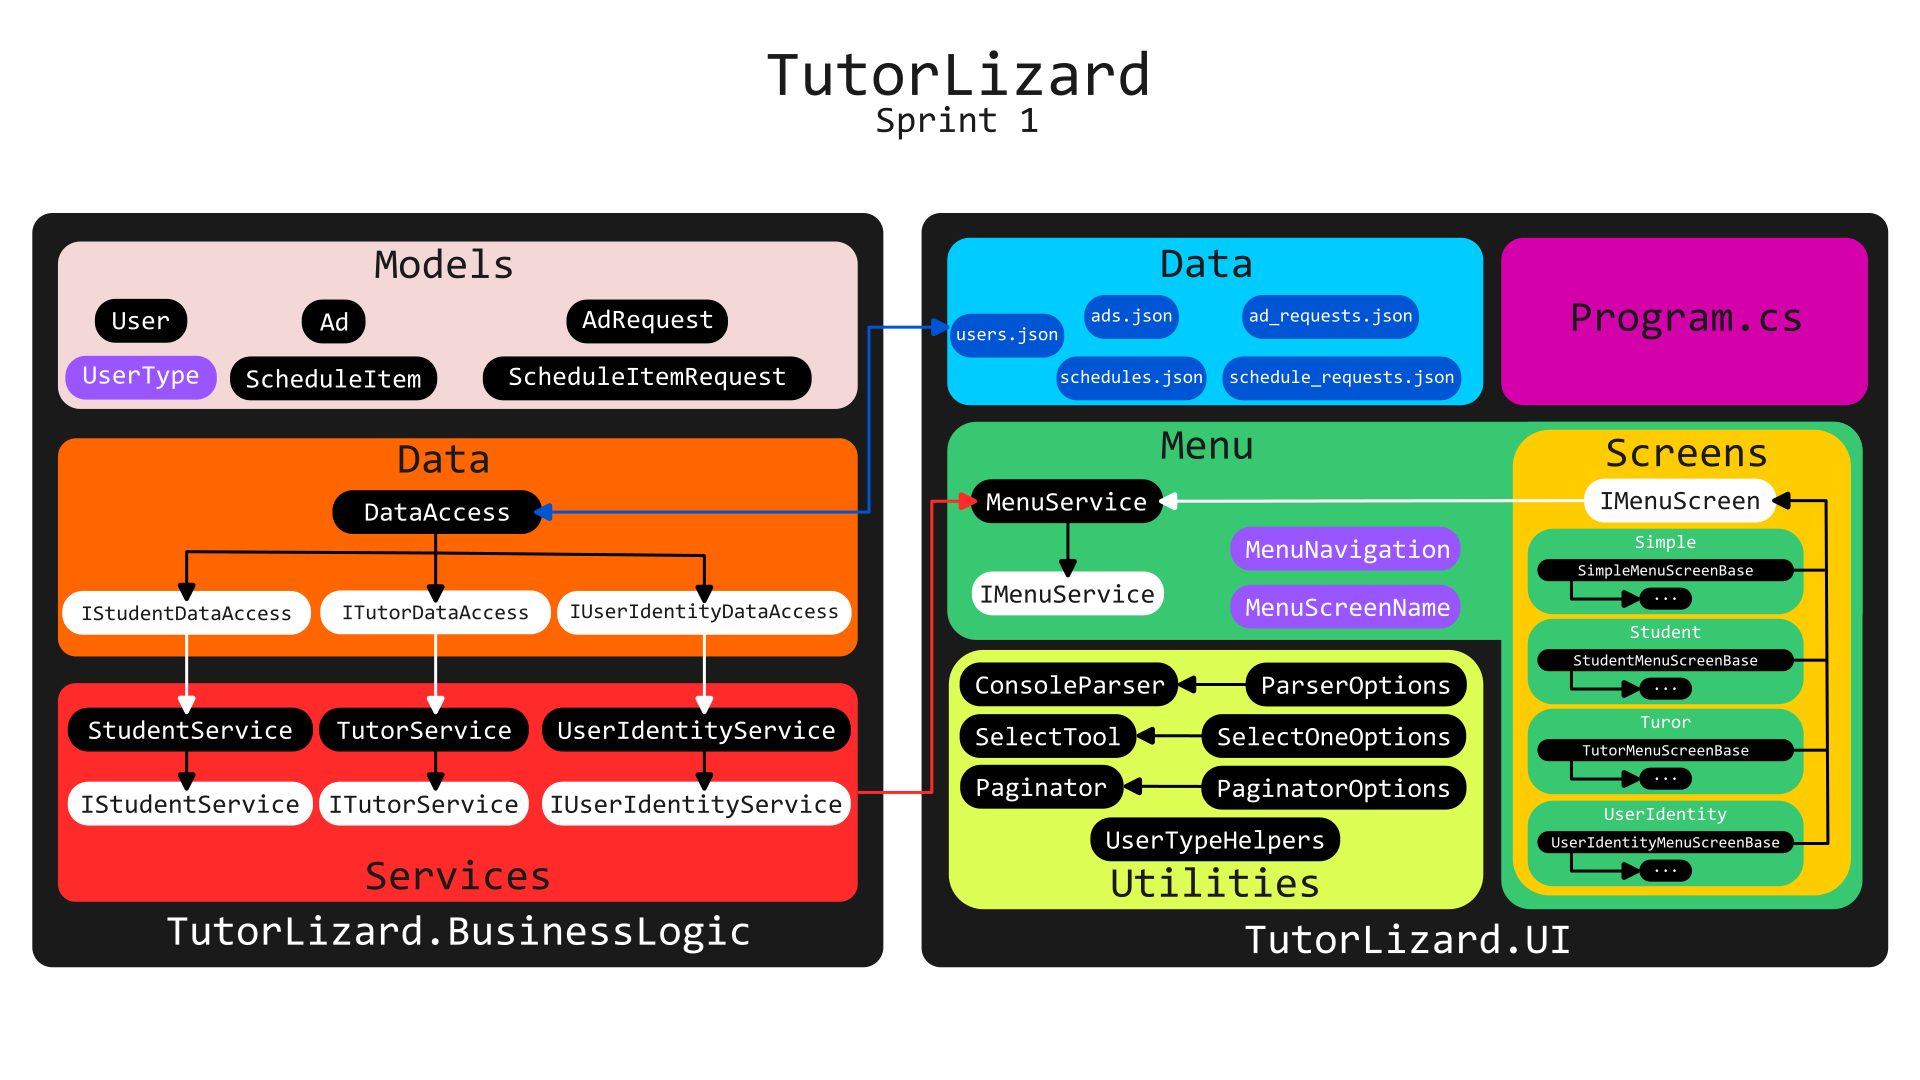 TutorLizard
Sprint 1
Models
User
Ad
AdRequest
UserType
ScheduleItem
ScheduleItemRequest
Data
DataAccess
IStudentDataAccess
ITutorDataAccess
IUserIdentityDataAccess
StudentService
TutorService
UserIdentityService
IStudentService
ITutorService
IUserIdentityService
Services
TutorLizard.BusinessLogic
Data
users.json
ads.json
ad_requests.json
schedules.json
schedule_requests.json
Program.cs
Menu
MenuService
IMenuService
MenuNavigation
MenuScreenName
Screens
IMenuScreen
Simple
SimpleMenuScreenBase
...
Student
StudentMenuScreenBase
...
Turor
TutorMenuScreenBase
...
UserIdentity
UserIdentityMenuScreenBase
...
ConsoleParser
ParserOptions
SelectTool
SelectOneOptions
Paginator
PaginatorOptions
UserTypeHelpers
Utilities
TutorLizard.UI